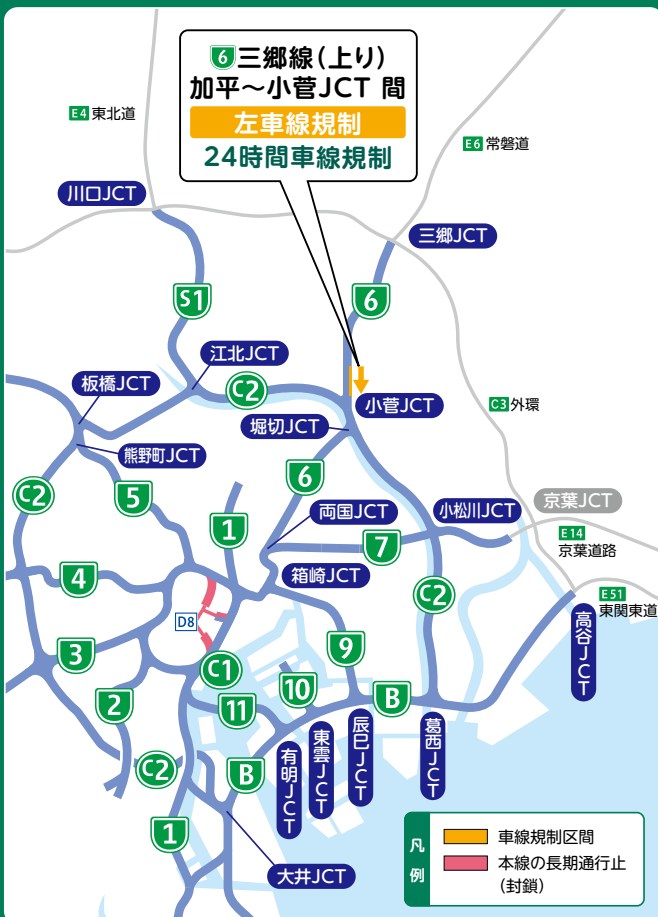 6 三郷線(上り)
加平～小菅JCT 間
左車線規制
24時間車線規制
E4 東北道
E6 常磐道
川口JCT
三郷JCT
S1
6
江北JCT
板橋JCT
C2
小菅JCT
C3 外環
堀切JCT
熊野町JCT
C2
5
6
1
両国JCT
小松川JCT
京葉JCT
7
E14
京葉道路
箱崎JCT
4
C2
E51
東関東道
D8
高谷JCT
3
9
C1
2
10
B
11
有明JCT
東雲JCT
辰巳JCT
葛西JCT
C2
B
1
大井JCT
凡例
車線規制区間
本線の長期通行止
(封鎖)